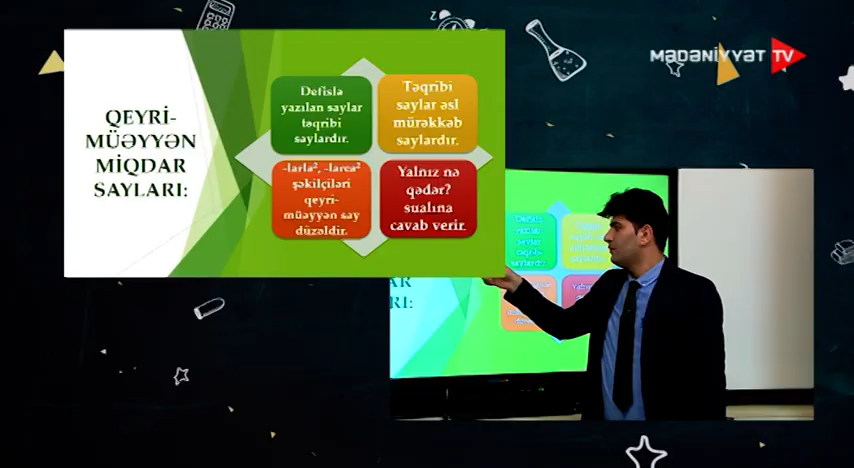 MƏDƏNİYYƏT TV
QEYRİ-
MÜƏYYƏN
MİQDAR
SAYLARI:
Defislə
yazılan saylar
təqribi
saylardır.
Təqribi
saylar əsl
mürəkkəb
saylardır.
-larla², -larca²
şəkilçiləri
qeyri-
müəyyən say
düzəldir.
Yalnız nə
qədər?
sualına
cavab verir.